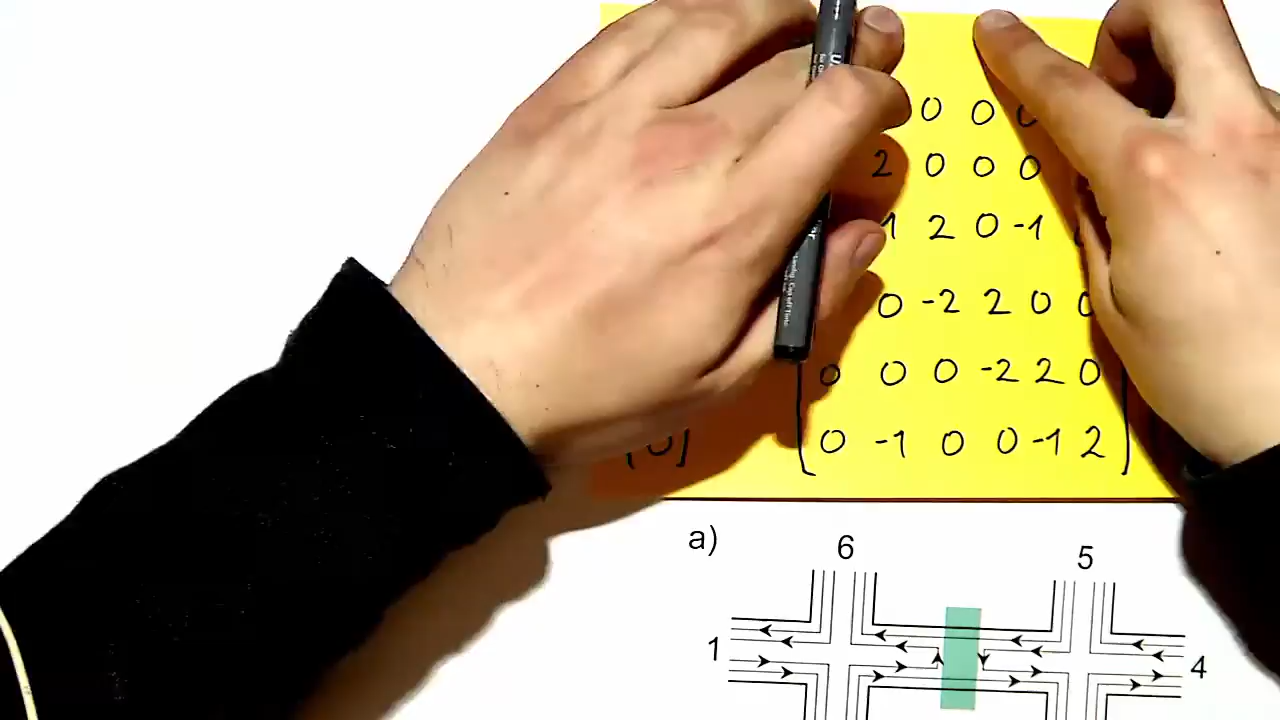 0 0 0
2 0 0 0
1 2 0 -1
0 -2 2 0 0
0 0 0 -2 2 0
0 -1 0 0 -1 2
[0]
a)
6
5
1
4